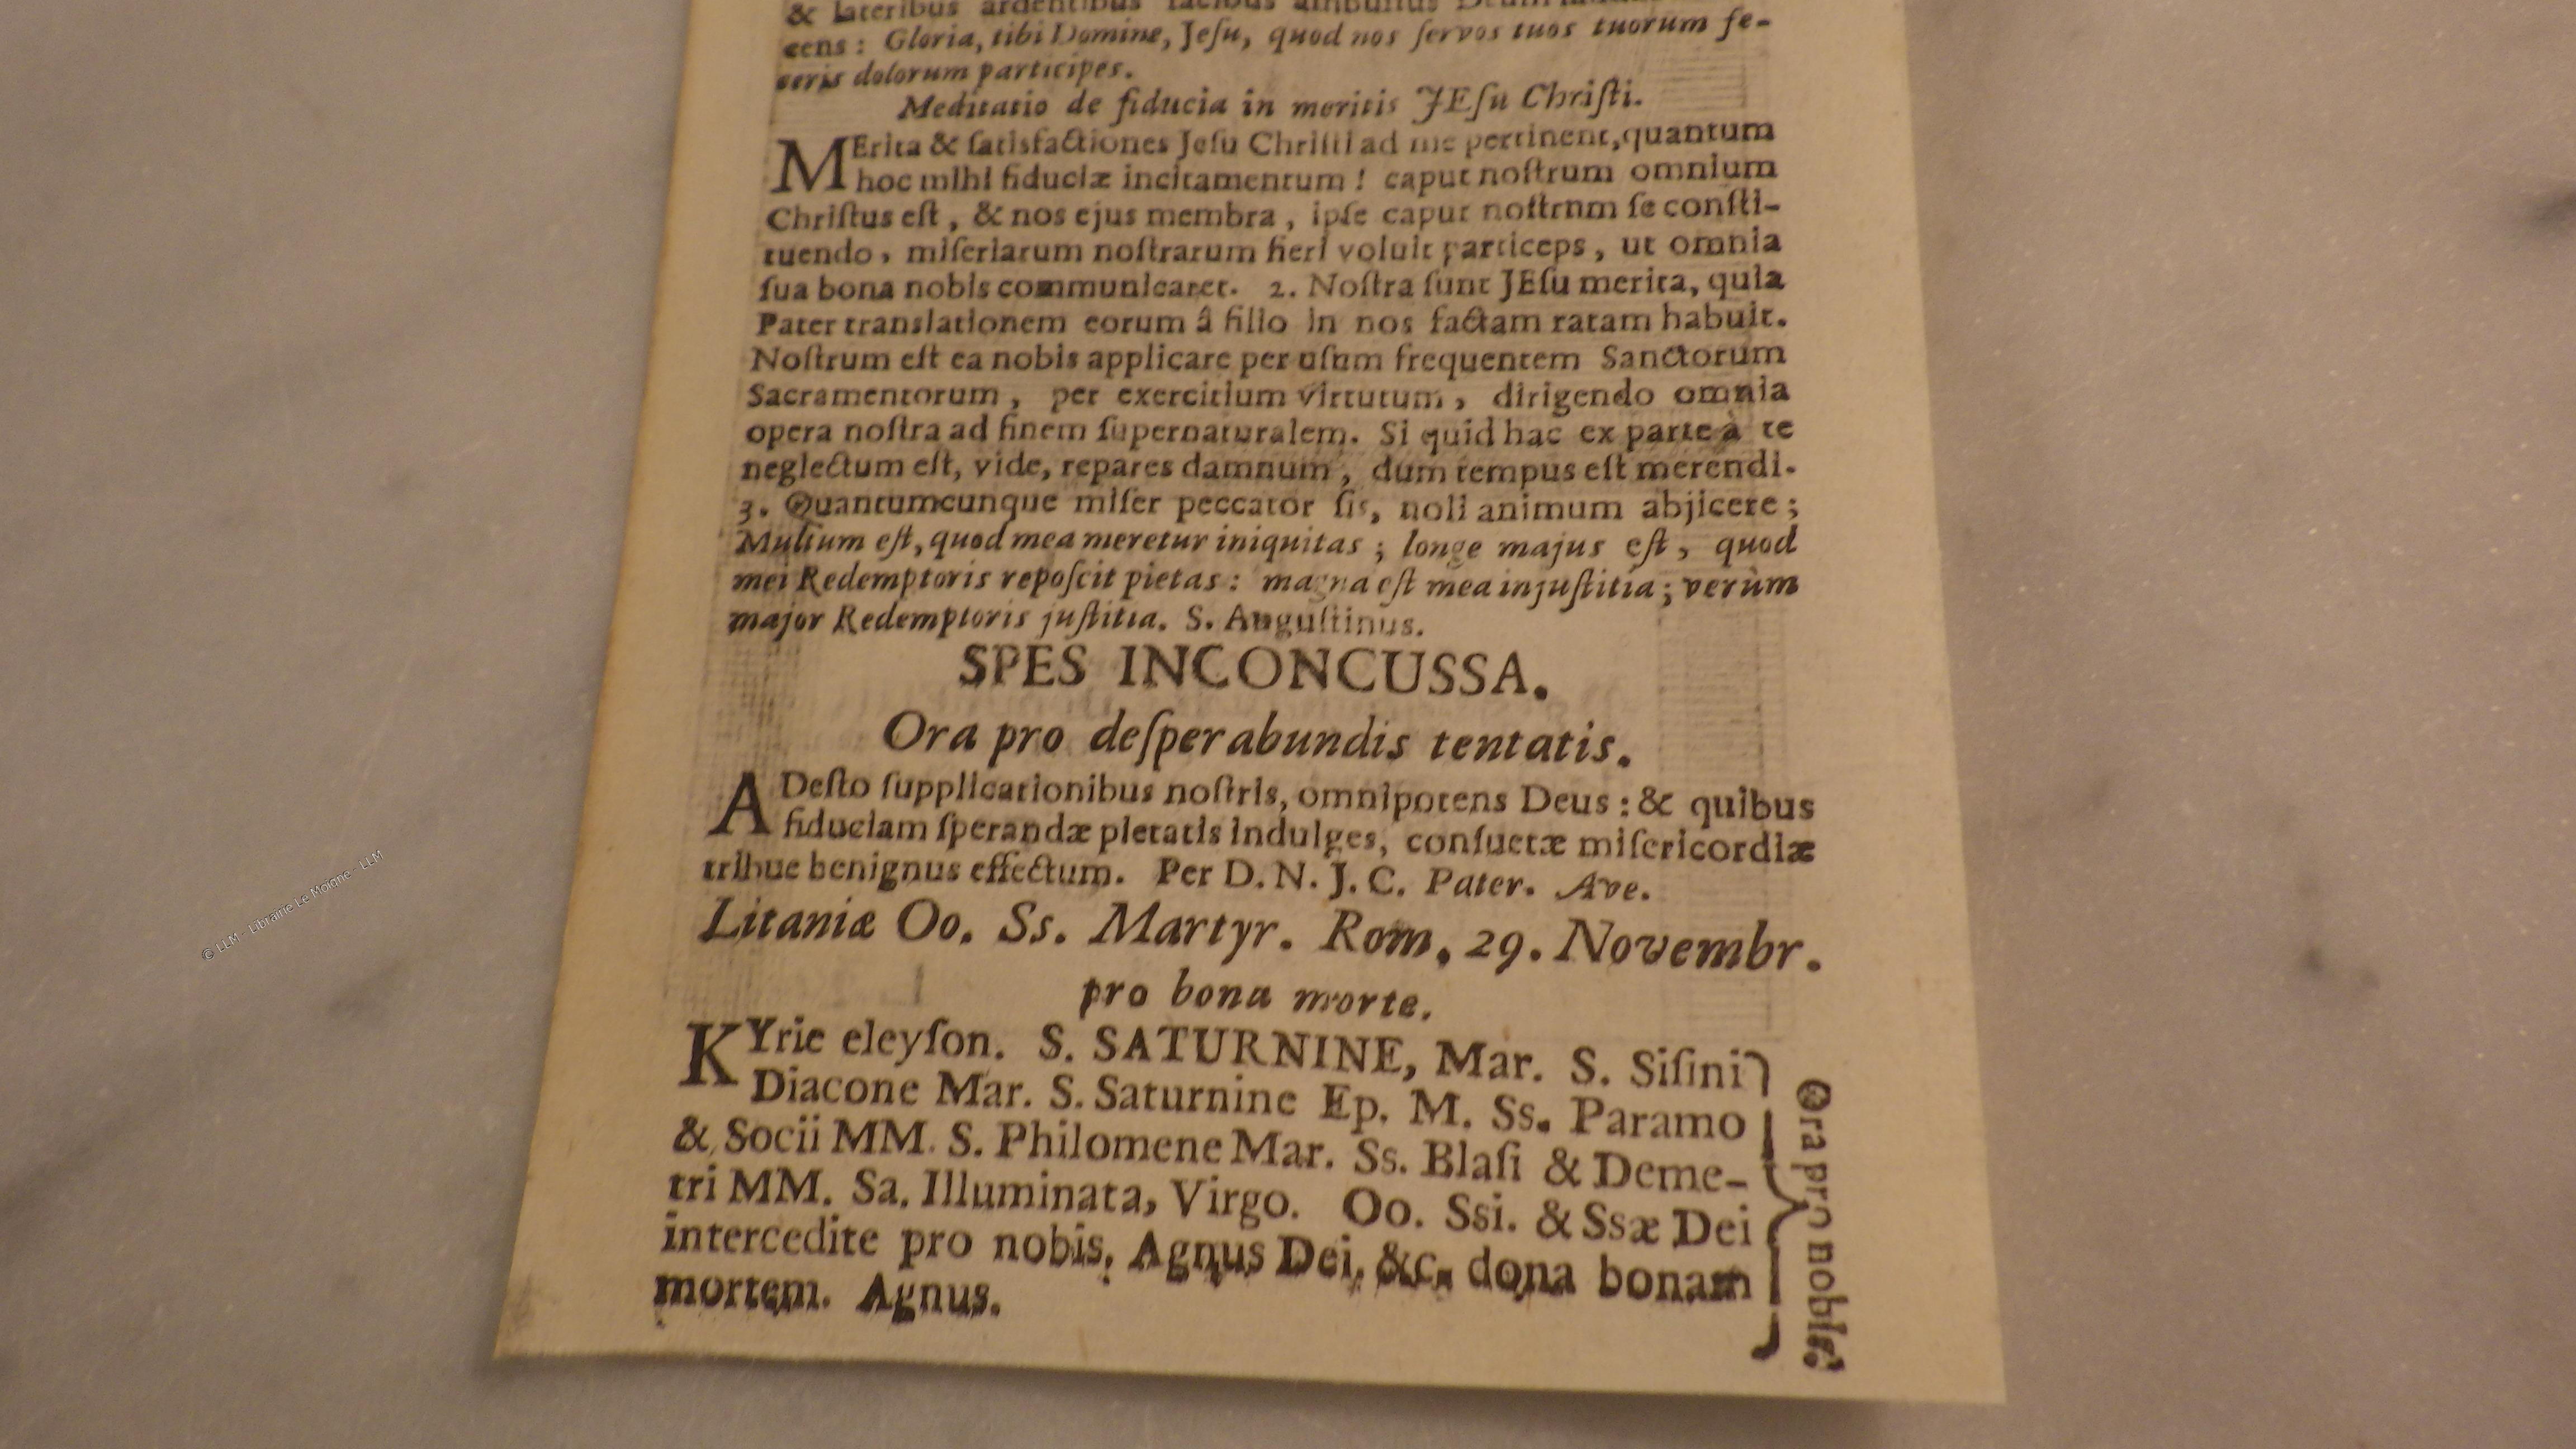 & lateribus ardentibus facibus
cens: Gloria, tibi Domine, Jeſu, quod nos ſervos tuos tuorum fe-
ceris dolorum participes.
Meditatio de fiducia in meritis JEſu Chriſti.
MErita & ſatisfactiones Jeſu Chriſti ad me pertinent, quantum
hoc mihi fiduciæ incitamentum! caput noſtrum omnium
Chriſtus eſt, & nos ejus membra, ipſe caput noſtrnm ſe conſti-
tuendo, miſeriarum noſtrarum fieri voluit particeps, ut omnia
ſua bona nobis communicaret. 2. Noſtra ſunt JEſu merita, quia
Pater translationem eorum â filio in nos factam ratam habuit.
Noſtrum eſt ea nobis applicare per uſum frequentem Sanctorum
Sacramentorum, per exercitium virtutum, dirigendo omnia
opera noſtra ad finem ſupernaturalem. Si quid hac ex parte à te
neglectum eſt, vide, repares damnum, dum tempus eſt merendi.
3. Quantumcunque miſer peccator ſis, noli animum abjicere;
Multum eſt, quod mea meretur iniquitas; longe majus eſt, quod
mei Redemptoris repoſcit pietas: magna eſt mea injuſtitia; verùm
major Redemptoris juſtitia. S. Auguſtinus.
SPES INCONCUSSA.
Ora pro deſperabundis tentatis.
ADeſto ſupplicationibus noſtris, omnipotens Deus: & quibus
fiduciam ſperandæ pietatis indulges, conſuetæ miſericordiæ
tribue benignus effectum. Per D. N. J. C. Pater. Ave.
Litaniæ Oo. Ss. Martyr. Rom. 29. Novembr.
pro bona morte.
KYrie eleyſon. S. SATURNINE, Mar. S. Siſini
Diacone Mar. S. Saturnine Ep. M. Ss. Paramo
& Socii MM. S. Philomene Mar. Ss. Blaſi & Deme-
tri MM. Sa. Illuminata, Virgo. Oo. Ssi. & Ssæ Dei
intercedite pro nobis. Agnus Dei, &c. dona bonam
mortem. Agnus.
Ora pro nobis.
© LLM - Librairie Le Moigne - LLM